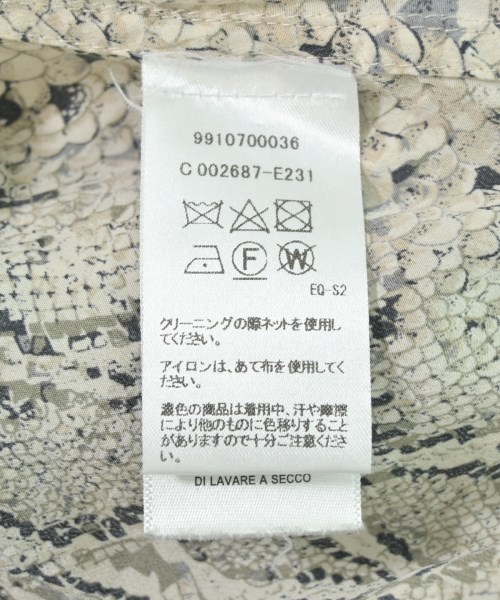 9910700036
C 002687-E231
F
W
EQ-S2
クリーニングの際ネットを使用し
てください。
アイロンは、あて布を使用してく
ださい。
濃色の商品は着用中、汗や摩擦
により他のものに色移りすること
がありますので十分ご注意くださ
い。
DI LAVARE A SECCO